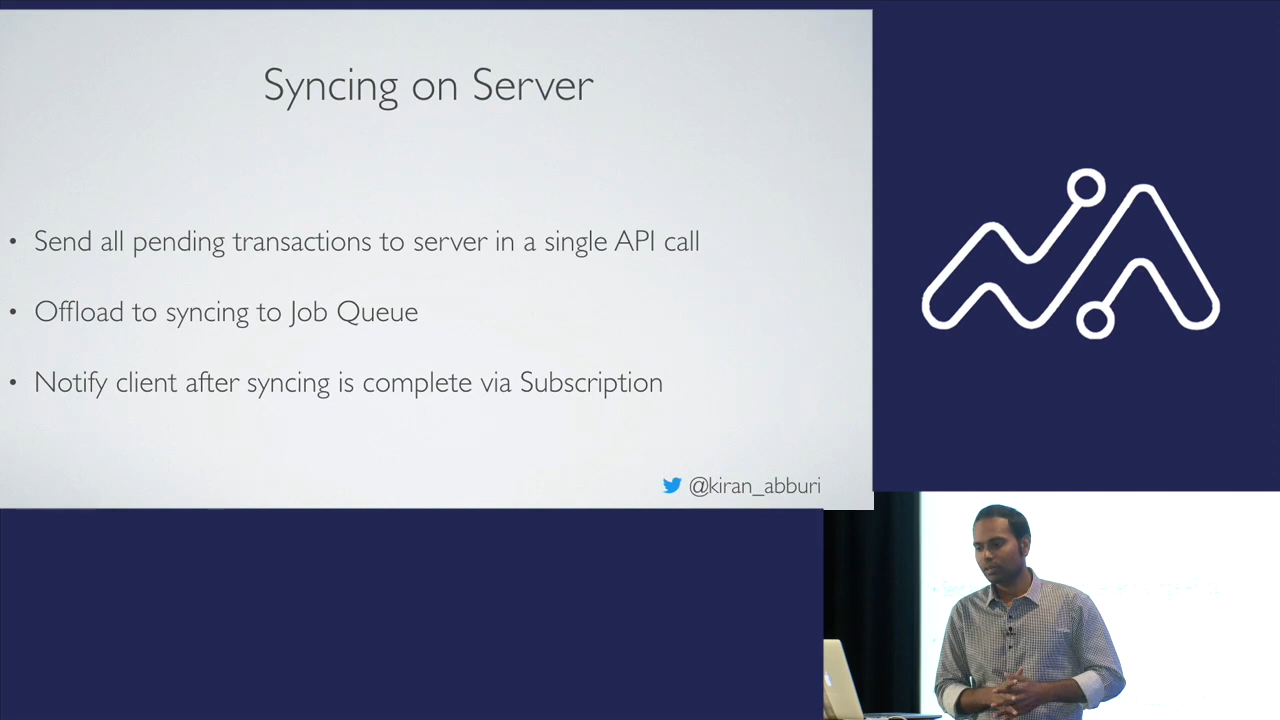 Syncing on Server
• Send all pending transactions to server in a single API call
• Offload to syncing to Job Queue
• Notify client after syncing is complete via Subscription
@kiran_abburi